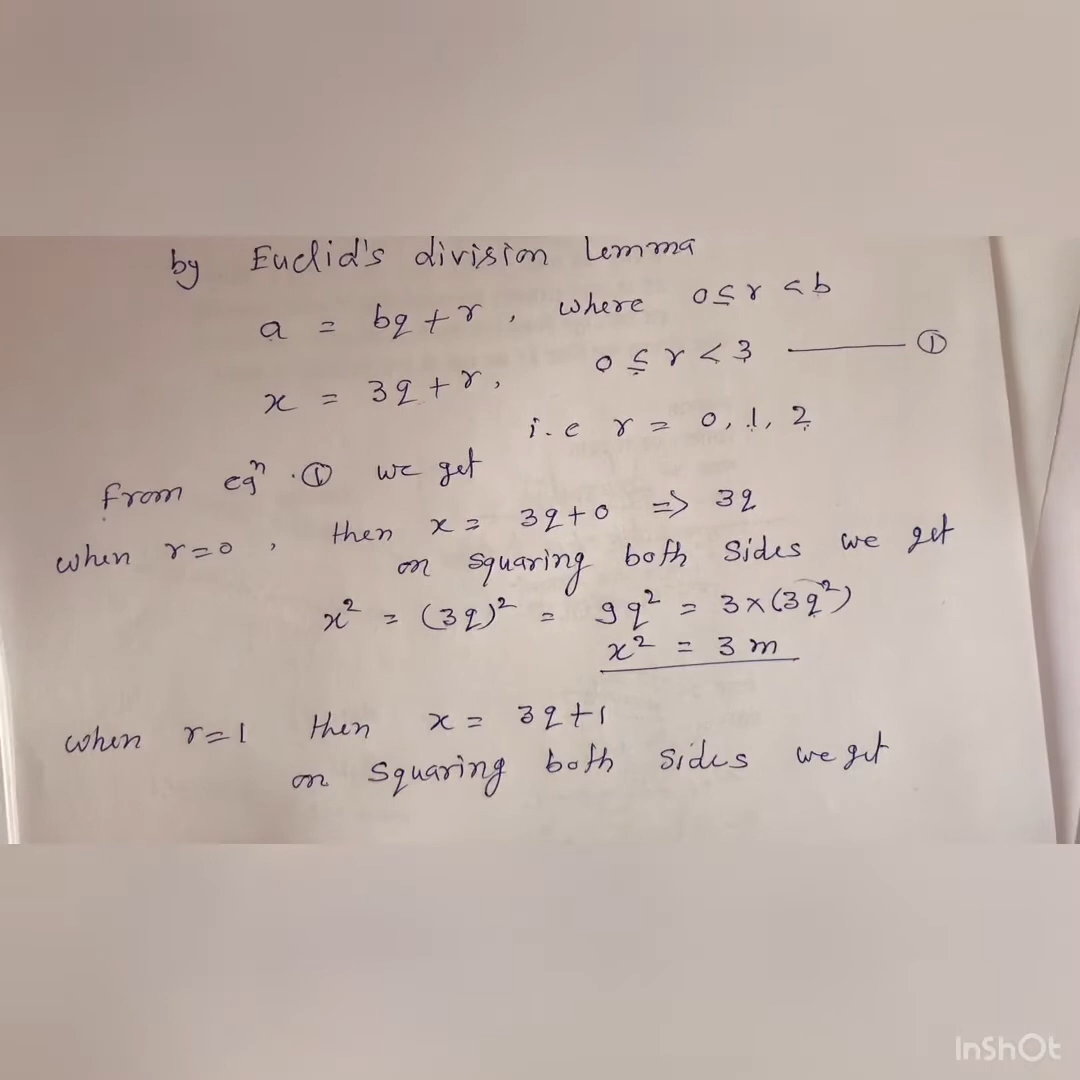 by Euclid's division Lemma
a = bq + r , where 0 ≤ r < b
x = 3q + r , 0 ≤ r < 3 ——— ①
i.e r = 0, 1, 2
from eqⁿ . ① we get
when r=0 , then x = 3q+0 => 3q
on squaring both sides we get
x² = (3q)² = 9q² = 3×(3q²)
x² = 3m
when r=1 then x = 3q+1
on squaring both sides we get
InShOt